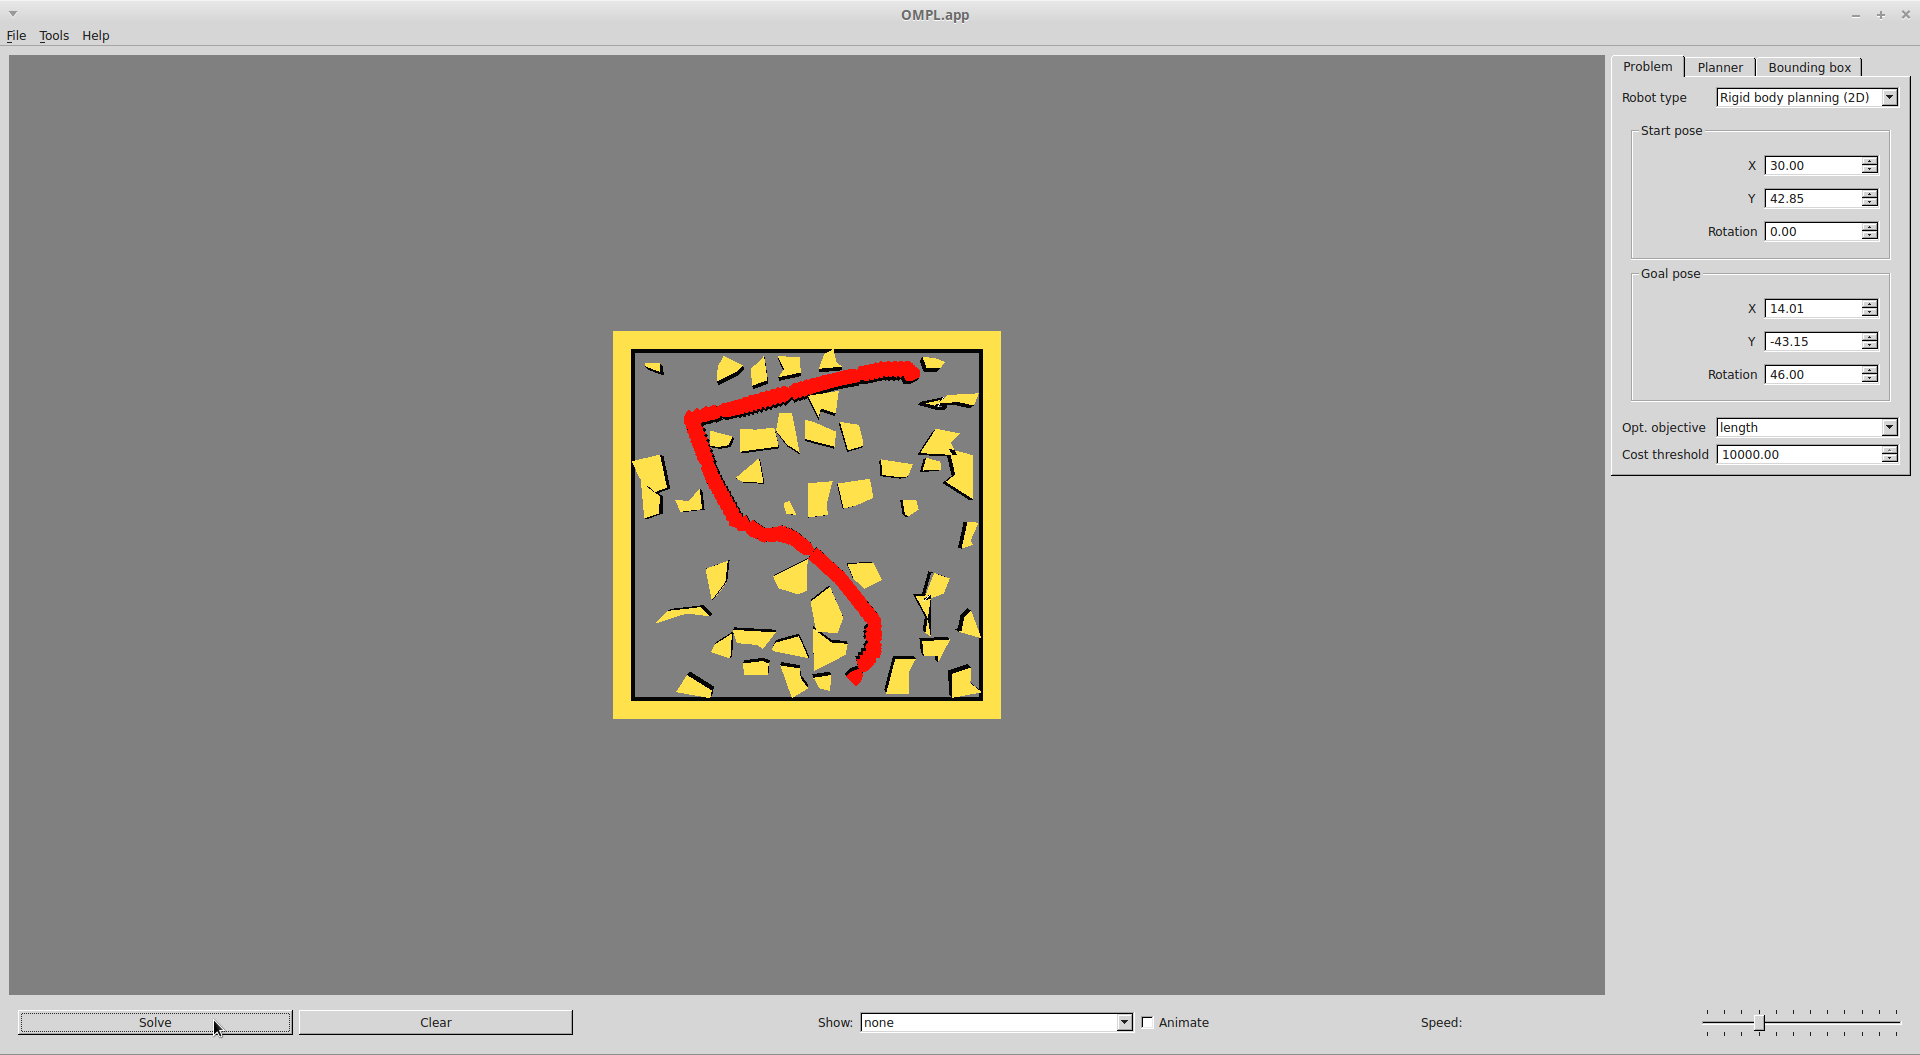 OMPL.app
File Tools Help
Problem Planner Bounding box
Robot type Rigid body planning (2D)
Start pose
X 30.00
Y 42.85
Rotation 0.00
Goal pose
X 14.01
Y -43.15
Rotation 46.00
Opt. objective length
Cost threshold 10000.00
Solve Clear Show: none Animate Speed: